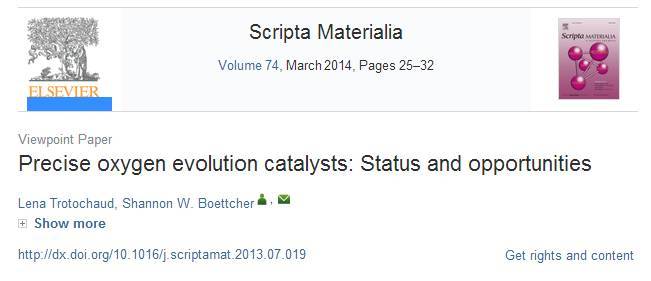 ELSEVIER
Scripta Materialia
Volume 74, March 2014, Pages 25–32
SCRIPTA MATERIALIA
Viewpoint Paper
Precise oxygen evolution catalysts: Status and opportunities
Lena Trotochaud, Shannon W. Boettcher ,
Show more
http://dx.doi.org/10.1016/j.scriptamat.2013.07.019
Get rights and content